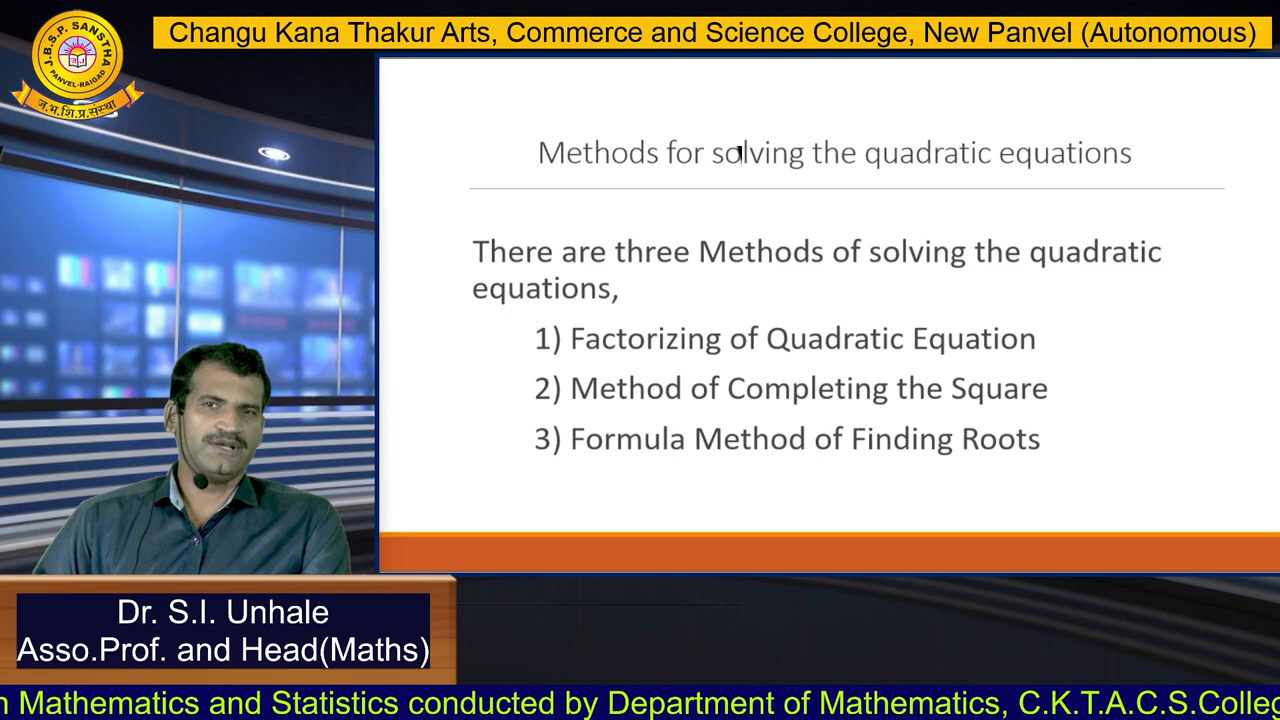 Changu Kana Thakur Arts, Commerce and Science College, New Panvel (Autonomous)
J.B.S.P. SANSTHA
PANVEL-RAIGAD
ज.भ.शि.प्र.संस्था
Methods for solving the quadratic equations
There are three Methods of solving the quadratic
equations,
1) Factorizing of Quadratic Equation
2) Method of Completing the Square
3) Formula Method of Finding Roots
Dr. S.I. Unhale
Asso.Prof. and Head(Maths)
n Mathematics and Statistics conducted by Department of Mathematics, C.K.T.A.C.S.Colleg